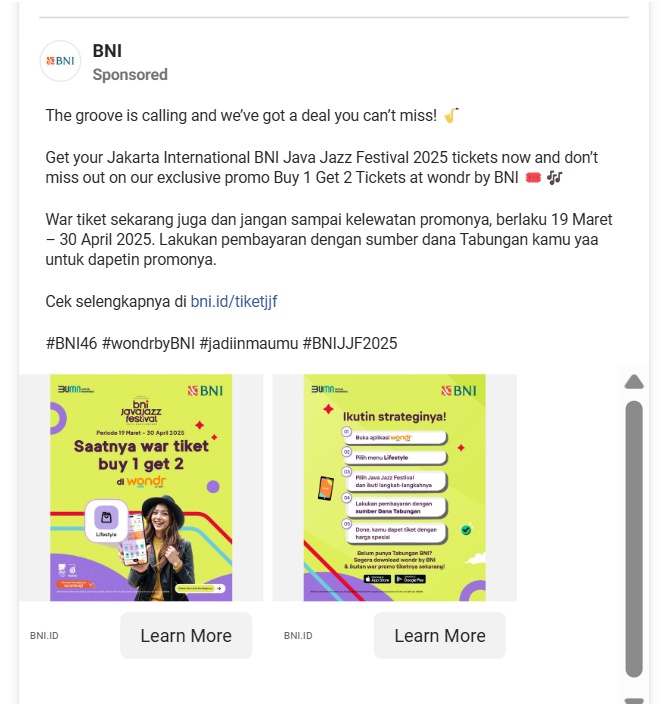 BNI
BNI
Sponsored
The groove is calling and we've got a deal you can't miss! 🎷
Get your Jakarta International BNI Java Jazz Festival 2025 tickets now and don't
miss out on our exclusive promo Buy 1 Get 2 Tickets at wondr by BNI 🎟️ 🎶
War tiket sekarang juga dan jangan sampai kelewatan promonya, berlaku 19 Maret
– 30 April 2025. Lakukan pembayaran dengan sumber dana Tabungan kamu yaa
untuk dapetin promonya.
Cek selengkapnya di bni.id/tiketjjf
#BNI46 #wondrbyBNI #jadiinmaumu #BNIJJF2025
BUMN
BNI
bni
javajazz
festival
Periode 19 Maret - 30 April 2025
Saatnya war tiket
buy 1 get 2
di wondr
Lifestyle
BUMN
BNI
Ikutin strateginya!
01
Buka aplikasi wondr
02
Pilih menu Lifestyle
03
Pilih Java Jazz Festival
dan ikuti langkah-langkahnya
04
Lakukan pembayaran dengan
sumber Dana Tabungan
05
Done, kamu dapet tiket dengan
harga spesial
Belum punya Tabungan BNI?
Segera download wondr by BNI
& ikutan war promo tiketnya sekarang!
App Store
Google Play
BNI.ID
Learn More
BNI.ID
Learn More